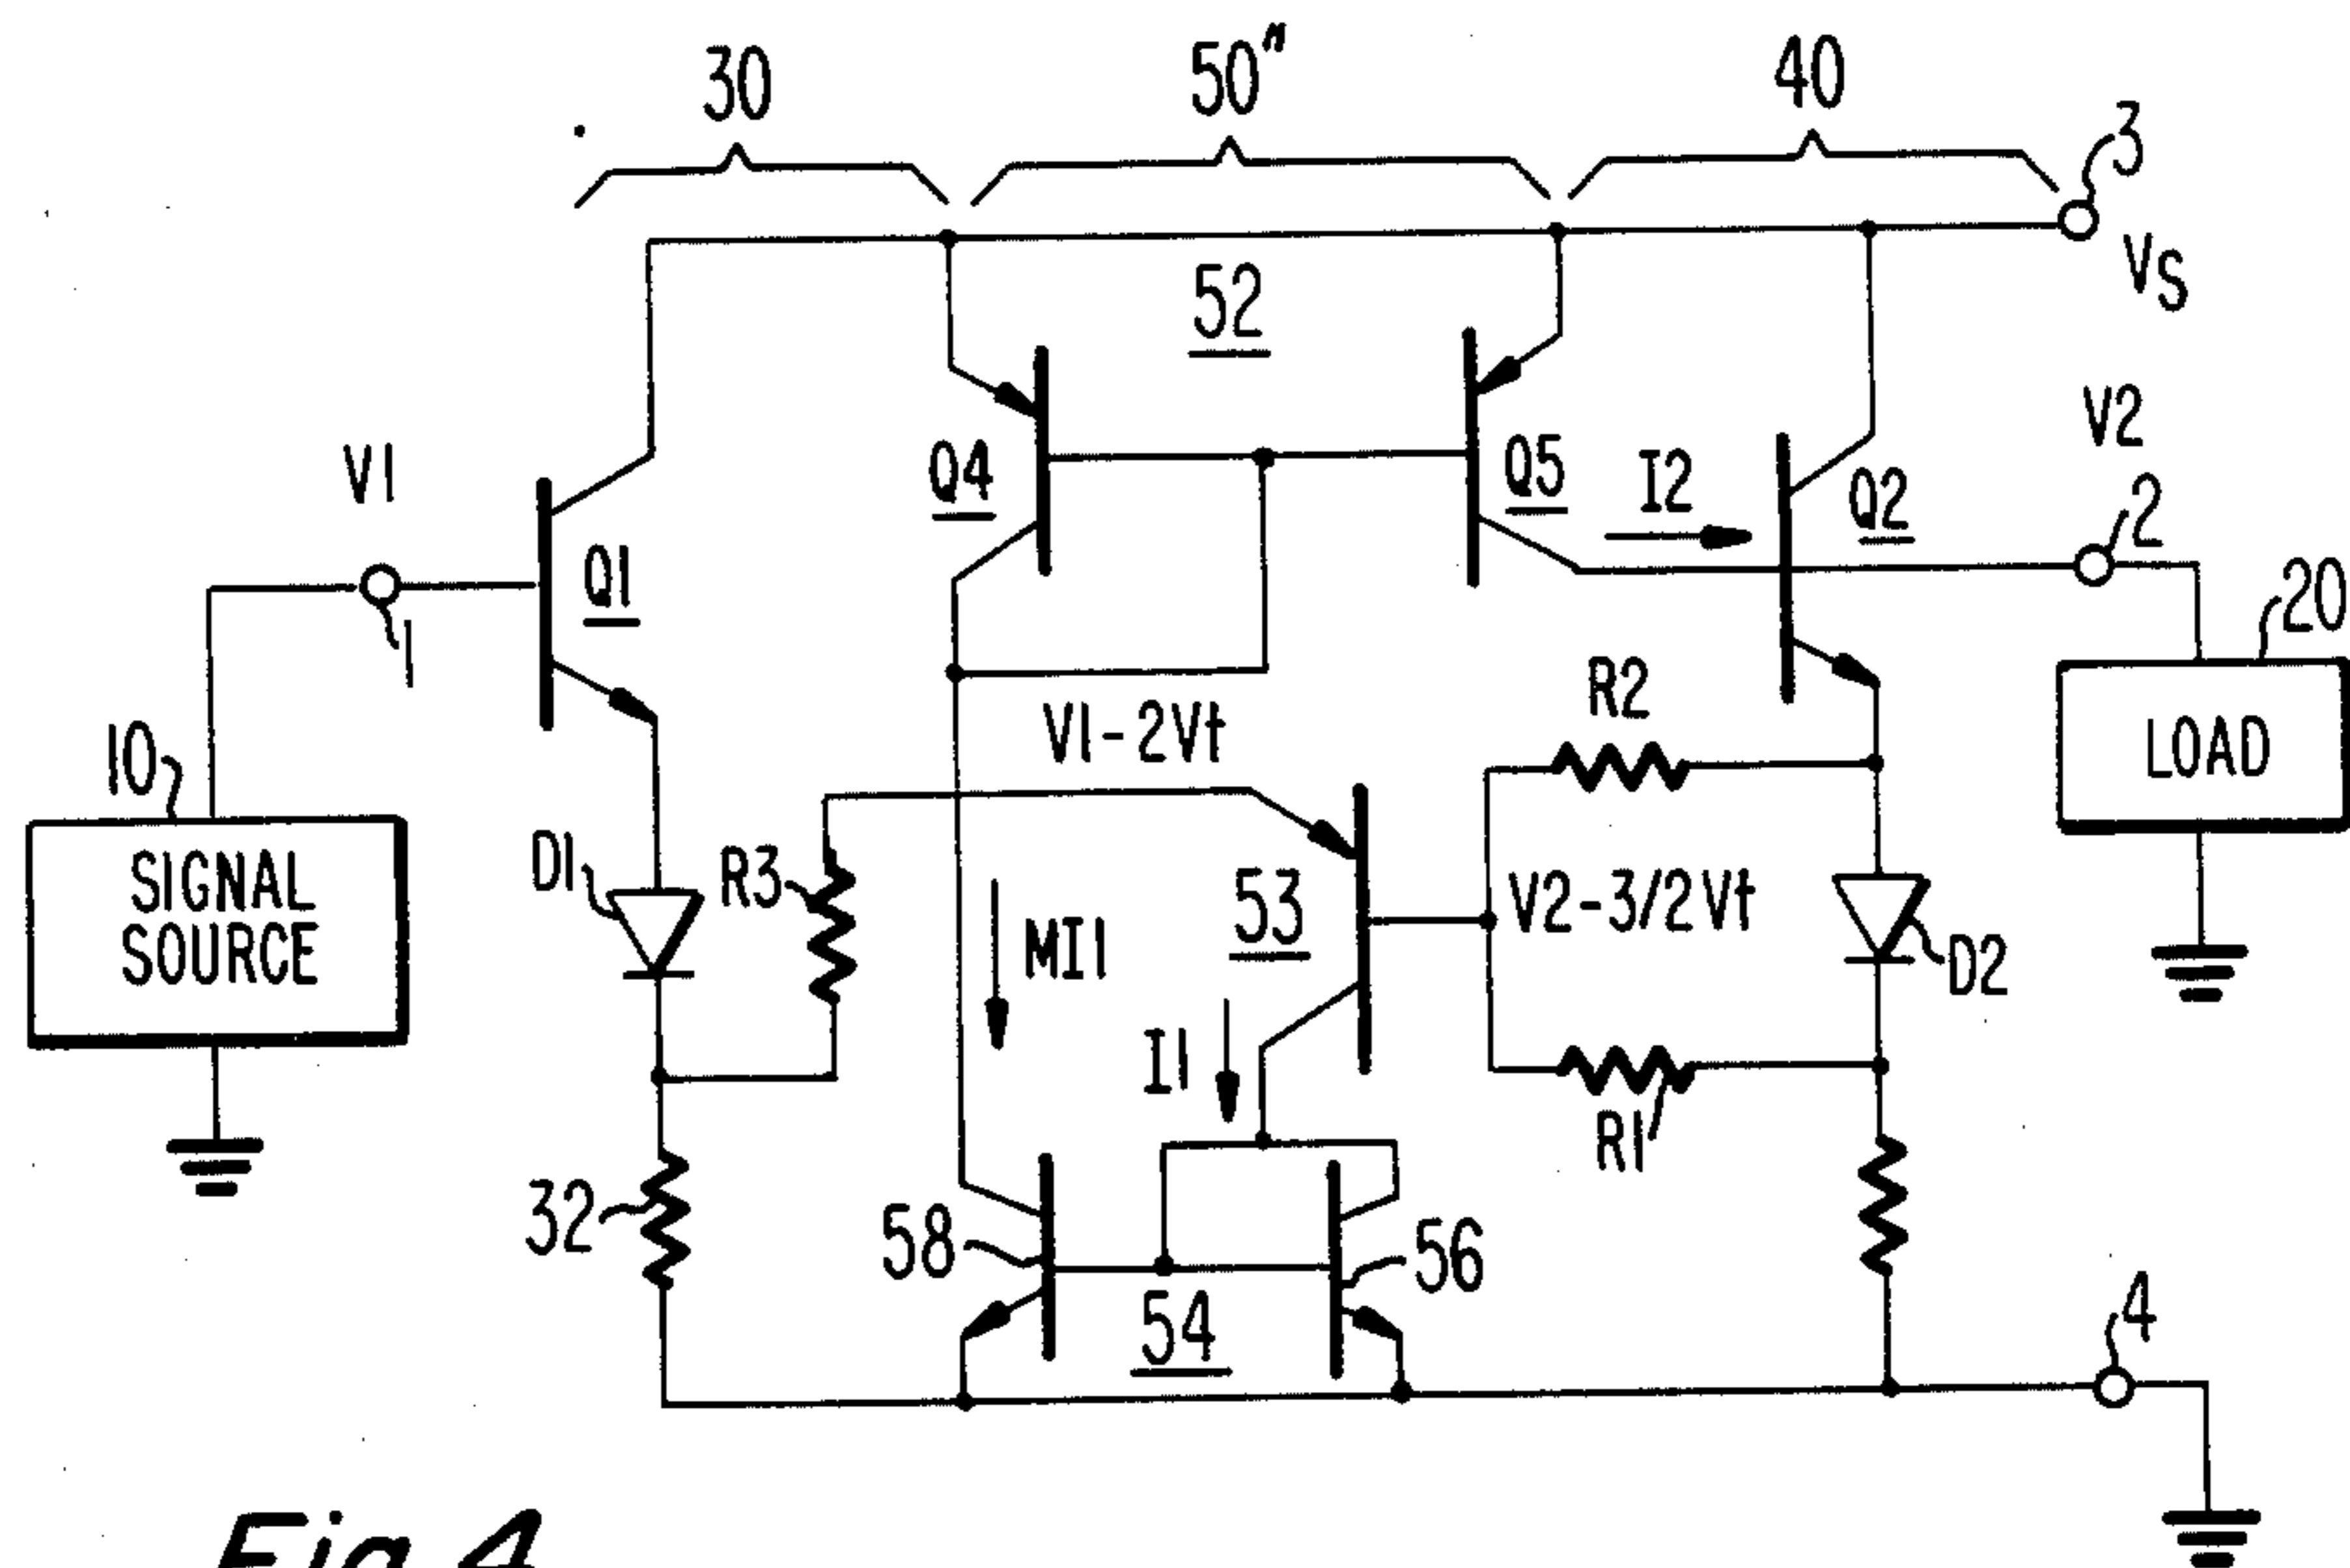 30
50"
40
3
VS
52
V1
Q4
Q5
I2
Q2
V2
2
Q1
1
20
R2
V1-2Vt
LOAD
10
D1
R3
SIGNAL
SOURCE
53
V2-3/2Vt
MI1
D2
I1
R1'
32
58
56
54
4
Fig. 4